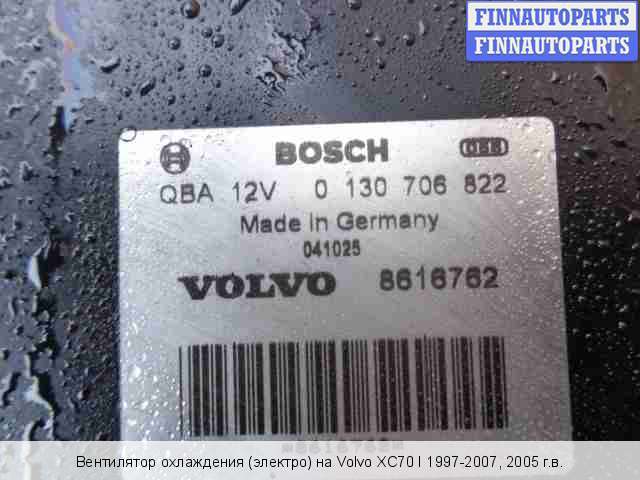 FINNAUTOPARTS
FINNAUTOPARTS
BOSCH
QBA 12V 0 130 706 822
Made in Germany
041025
VOLVO 8616762
Вентилятор охлаждения (электро) на Volvo XC70 I 1997-2007, 2005 г.в.